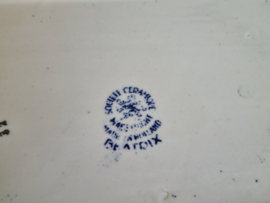 SOCIETE CERAMIQUE
MAESTRICHT
MADE IN HOLLAND
BEATRIX